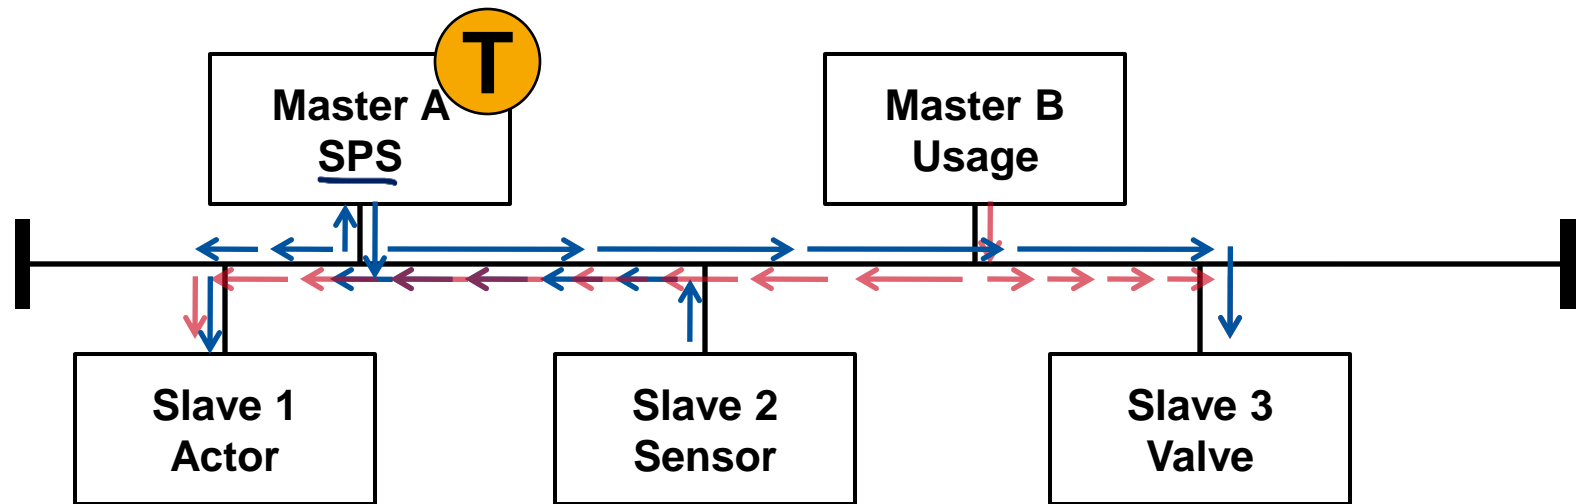 T
Master A
SPS
Master B
Usage
Slave 1
Actor
Slave 2
Sensor
Slave 3
Valve